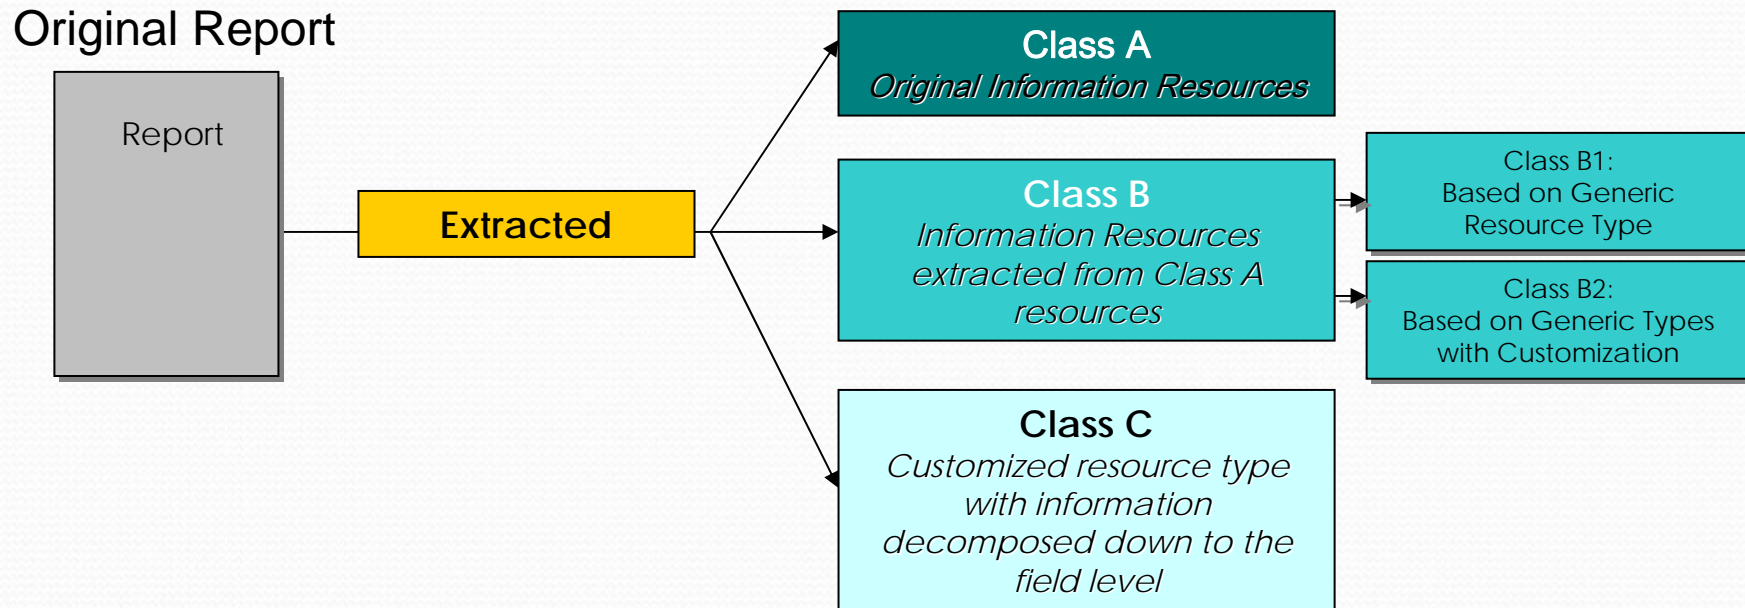 Original Report
Report
Extracted
Class A
Original Information Resources
Class B
Information Resources
extracted from Class A
resources
Class B1:
Based on Generic
Resource Type
Class B2:
Based on Generic Types
with Customization
Class C
Customized resource type
with information
decomposed down to the
field level